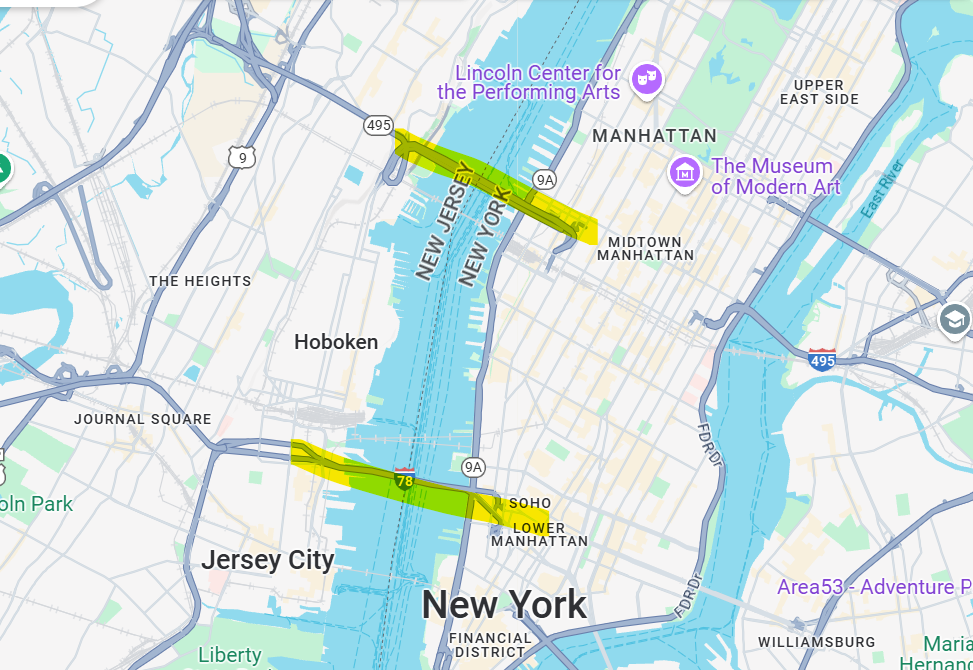 Lincoln Center for
the Performing Arts
UPPER
EAST SIDE
495
MANHATTAN
9
The Museum
of Modern Art
9A
East River
NEW JERSEY
NEW YORK
MIDTOWN
MANHATTAN
THE HEIGHTS
Hoboken
495
JOURNAL SQUARE
FDR Dr
9A
78
oln Park
SOHO
LOWER
MANHATTAN
Jersey City
Area53 - Adventure P
New York
FDR Dr
FINANCIAL
DISTRICT
WILLIAMSBURG
Maria
Hernand
Liberty